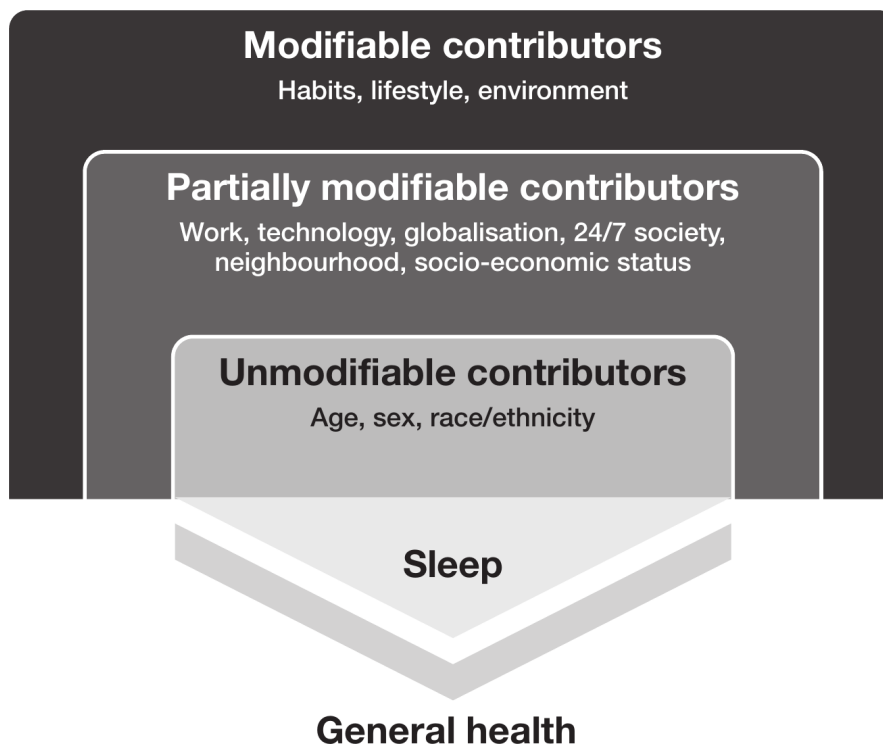 Modifiable contributors
Habits, lifestyle, environment
Partially modifiable contributors
Work, technology, globalisation, 24/7 society,
neighbourhood, socio-economic status
Unmodifiable contributors
Age, sex, race/ethnicity
Sleep
General health